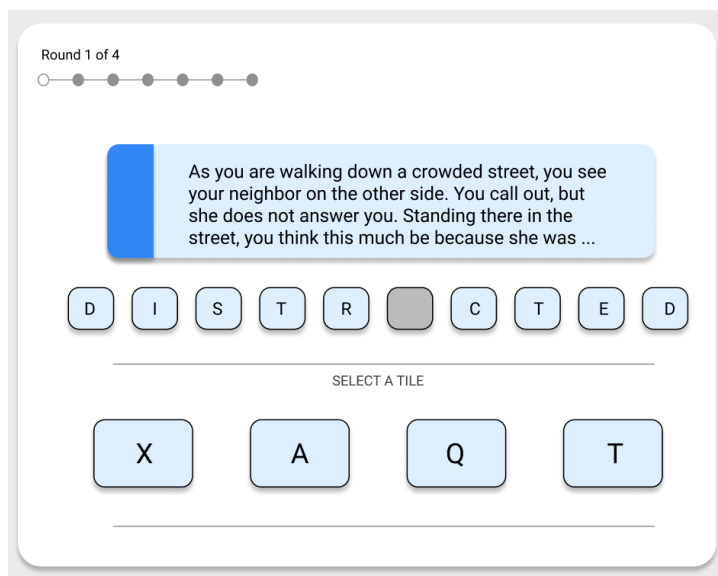 Round 1 of 4
As you are walking down a crowded street, you see
your neighbor on the other side. You call out, but
she does not answer you. Standing there in the
street, you think this much be because she was ...
D I S T R C T E D
SELECT A TILE
X A Q T